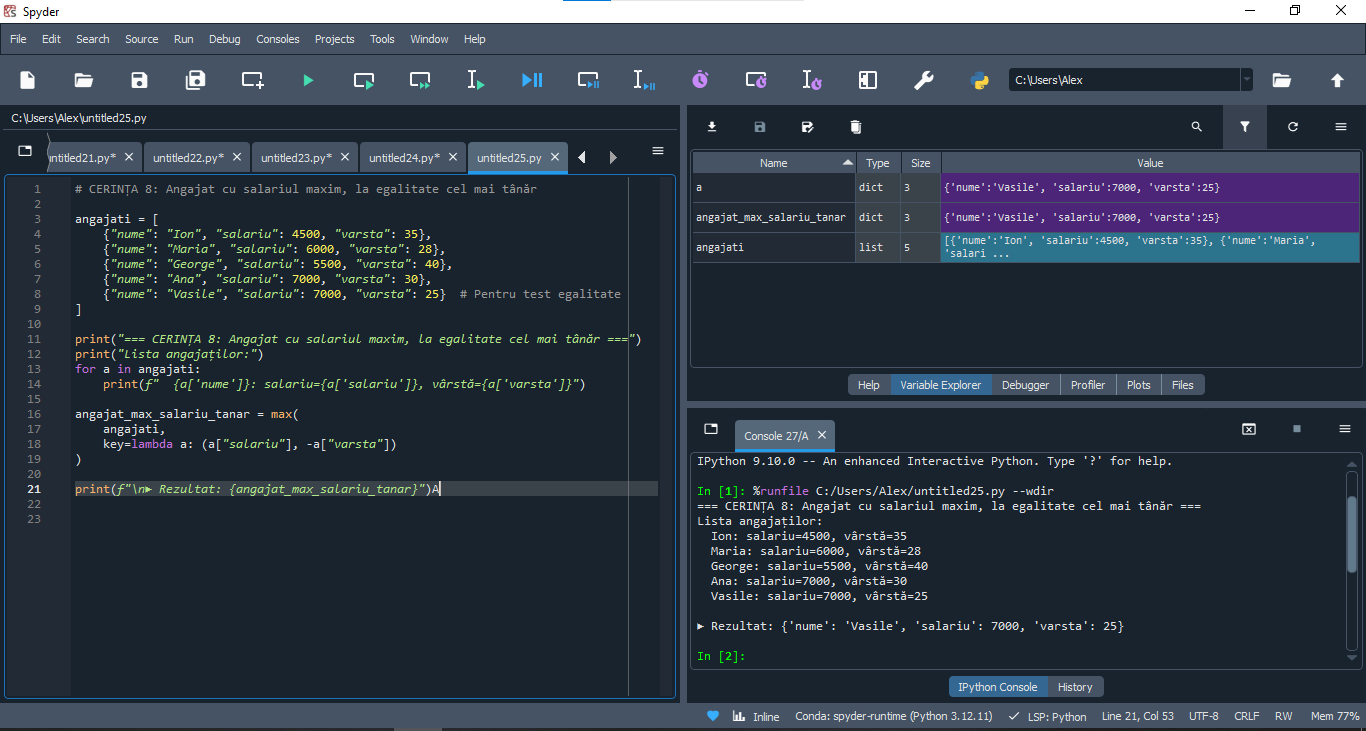 Spyder
File Edit Search Source Run Debug Consoles Projects Tools Window Help
C:\Users\Alex
C:\Users\Alex\untitled25.py
ntitled21.py* untitled22.py* untitled23.py* untitled24.py* untitled25.py
1 # CERINȚA 8: Angajat cu salariul maxim, la egalitate cel mai tânăr
2
3 angajati = [
4 {"nume": "Ion", "salariu": 4500, "varsta": 35},
5 {"nume": "Maria", "salariu": 6000, "varsta": 28},
6 {"nume": "George", "salariu": 5500, "varsta": 40},
7 {"nume": "Ana", "salariu": 7000, "varsta": 30},
8 {"nume": "Vasile", "salariu": 7000, "varsta": 25} # Pentru test egalitate
9 ]
10
11 print("=== CERINȚA 8: Angajat cu salariul maxim, la egalitate cel mai tânăr ===")
12 print("Lista angajaților:")
13 for a in angajati:
14 print(f" {a['nume']}: salariu={a['salariu']}, vârstă={a['varsta']}")
15
16 angajat_max_salariu_tanar = max(
17 angajati,
18 key=lambda a: (a["salariu"], -a["varsta"])
19 )
20
21 print(f"\n► Rezultat: {angajat_max_salariu_tanar}")A
22
23
Name Type Size Value
a dict 3 {'nume':'Vasile', 'salariu':7000, 'varsta':25}
angajat_max_salariu_tanar dict 3 {'nume':'Vasile', 'salariu':7000, 'varsta':25}
angajati list 5 [{'nume':'Ion', 'salariu':4500, 'varsta':35}, {'nume':'Maria',
'salari ...
Help Variable Explorer Debugger Profiler Plots Files
Console 27/A
IPython 9.10.0 -- An enhanced Interactive Python. Type '?' for help.
In [1]: %runfile C:/Users/Alex/untitled25.py --wdir
=== CERINȚA 8: Angajat cu salariul maxim, la egalitate cel mai tânăr ===
Lista angajaților:
Ion: salariu=4500, vârstă=35
Maria: salariu=6000, vârstă=28
George: salariu=5500, vârstă=40
Ana: salariu=7000, vârstă=30
Vasile: salariu=7000, vârstă=25
► Rezultat: {'nume': 'Vasile', 'salariu': 7000, 'varsta': 25}
In [2]:
IPython Console History
Inline Conda: spyder-runtime (Python 3.12.11) LSP: Python Line 21, Col 53 UTF-8 CRLF RW Mem 77%